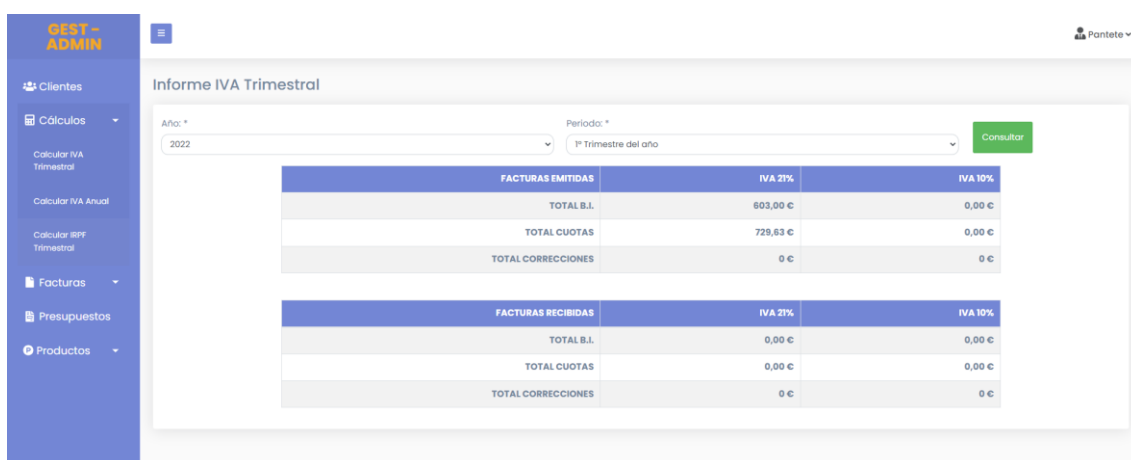 GEST -
ADMIN
Pantete
Clientes
Cálculos
Calcular IVA
Trimestral
Calcular IVA Anual
Calcular IRPF
Trimestral
Facturas
Presupuestos
Productos
Informe IVA Trimestral
Año: * Periodo: *
2022 1º Trimestre del año Consultar
FACTURAS EMITIDAS IVA 21% IVA 10%
TOTAL B.I. 603,00 € 0,00 €
TOTAL CUOTAS 729,63 € 0,00 €
TOTAL CORRECCIONES 0 € 0 €
FACTURAS RECIBIDAS IVA 21% IVA 10%
TOTAL B.I. 0,00 € 0,00 €
TOTAL CUOTAS 0,00 € 0,00 €
TOTAL CORRECCIONES 0 € 0 €